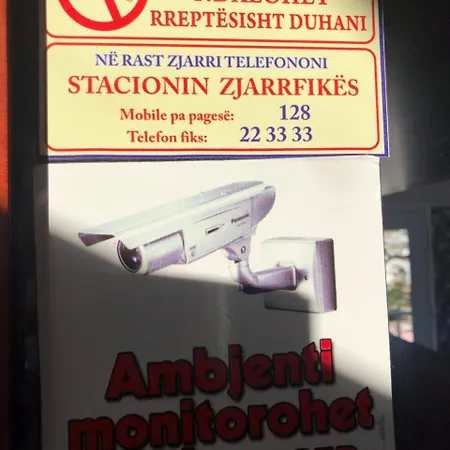 NDALOHET
RREPTËSISHT DUHANI
NË RAST ZJARRI TELEFONONI
STACIONIN ZJARRFIKËS
Mobile pa pagesë: 128
Telefon fiks: 22 33 33
Panasonic
Ambjenti
monitorohet